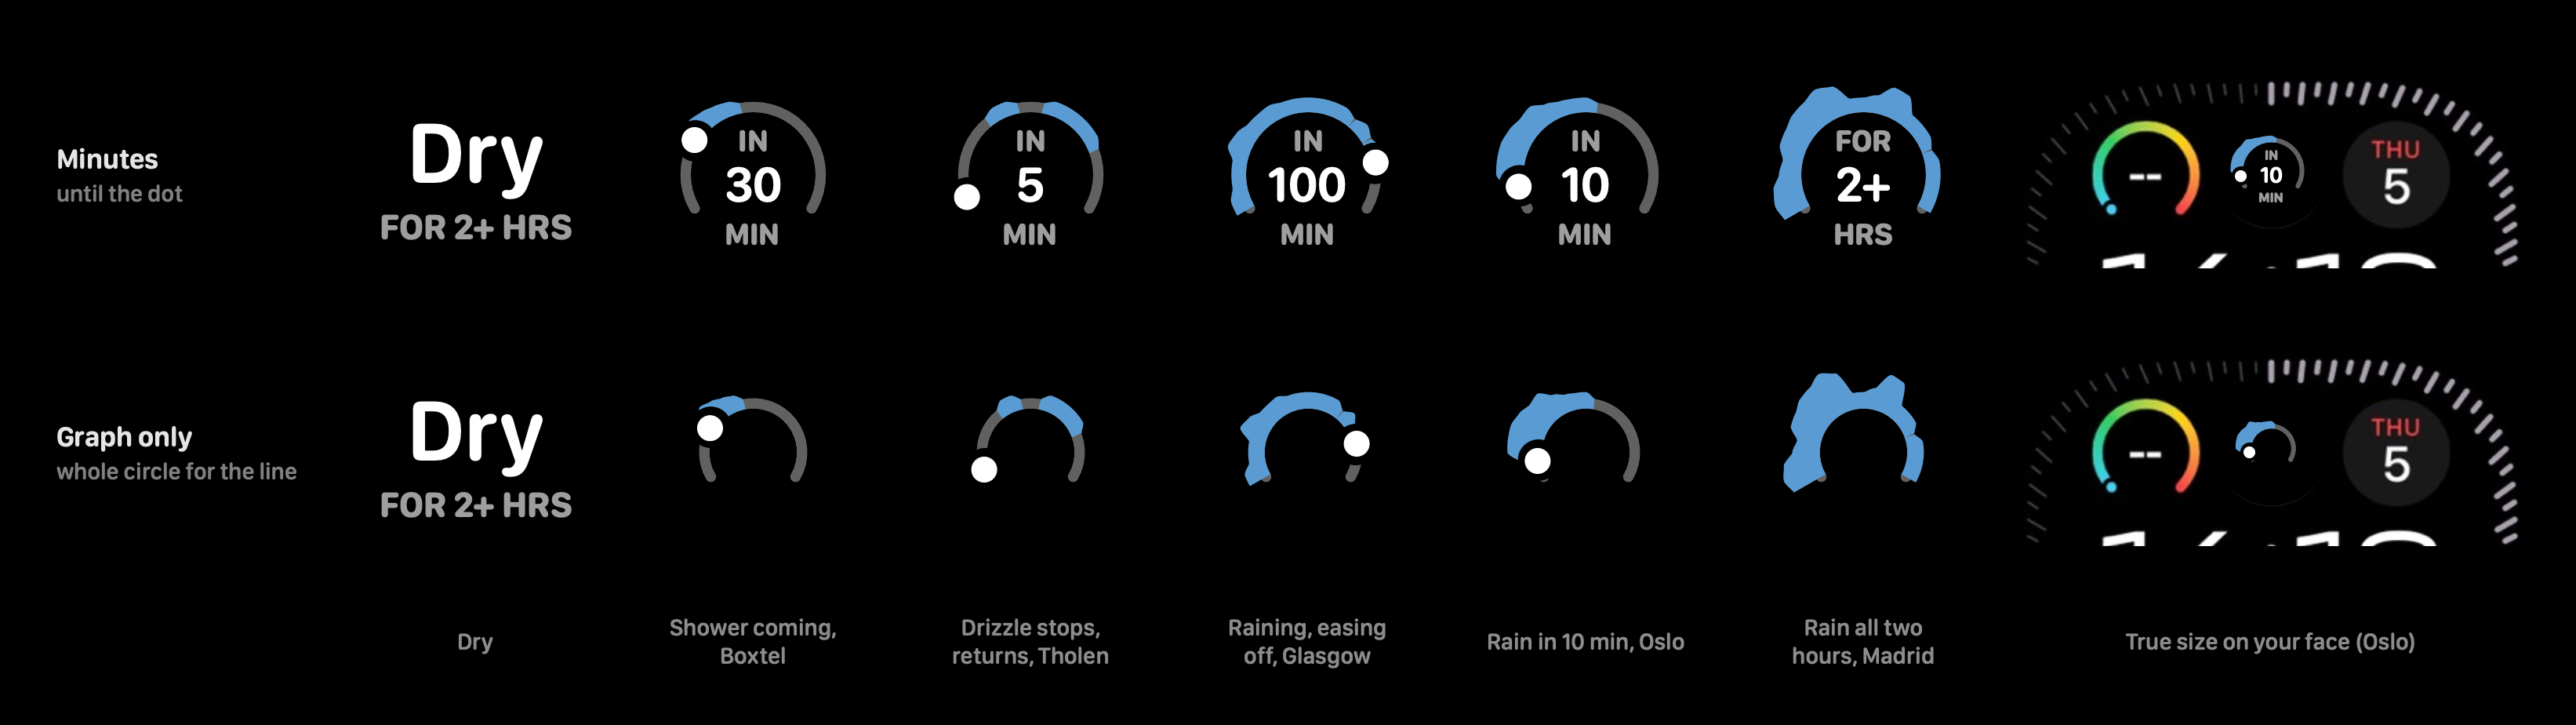 Minutes
until the dot
Dry
FOR 2+ HRS
IN
30
MIN
IN
5
MIN
IN
100
MIN
IN
10
MIN
FOR
2+
HRS
--
IN
10
MIN
THU
5
Graph only
whole circle for the line
Dry
FOR 2+ HRS
--
THU
5
Dry
Shower coming,
Boxtel
Drizzle stops,
returns, Tholen
Raining, easing
off, Glasgow
Rain in 10 min, Oslo
Rain all two
hours, Madrid
True size on your face (Oslo)